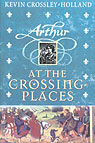 KEVIN CROSSLEY-HOLLAND
Arthur
AT THE CROSSING
PLACES